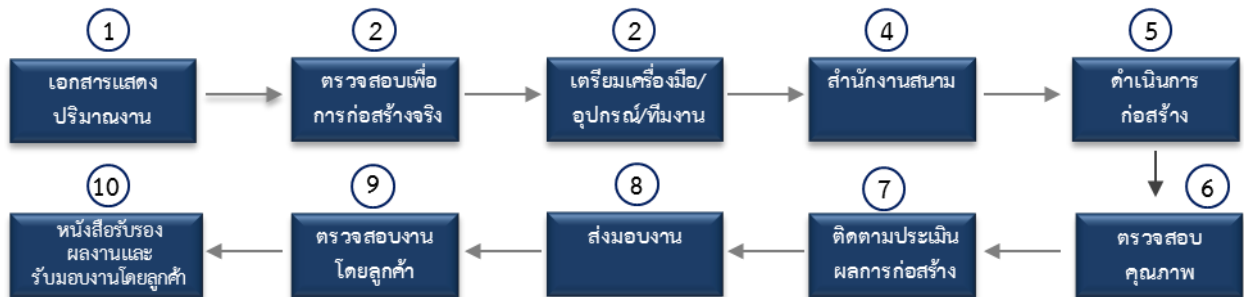 1
เอกสารแสดง
ปริมาณงาน
2
ตรวจสอบเพื่อ
การก่อสร้างจริง
2
เตรียมเครื่องมือ/
อุปกรณ์/ทีมงาน
4
สำนักงานสนาม
5
ดำเนินการ
ก่อสร้าง
6
ตรวจสอบ
คุณภาพ
7
ติดตามประเมิน
ผลการก่อสร้าง
8
ส่งมอบงาน
9
ตรวจสอบงาน
โดยลูกค้า
10
หนังสือรับรอง
ผลงานและ
รับมอบงานโดยลูกค้า